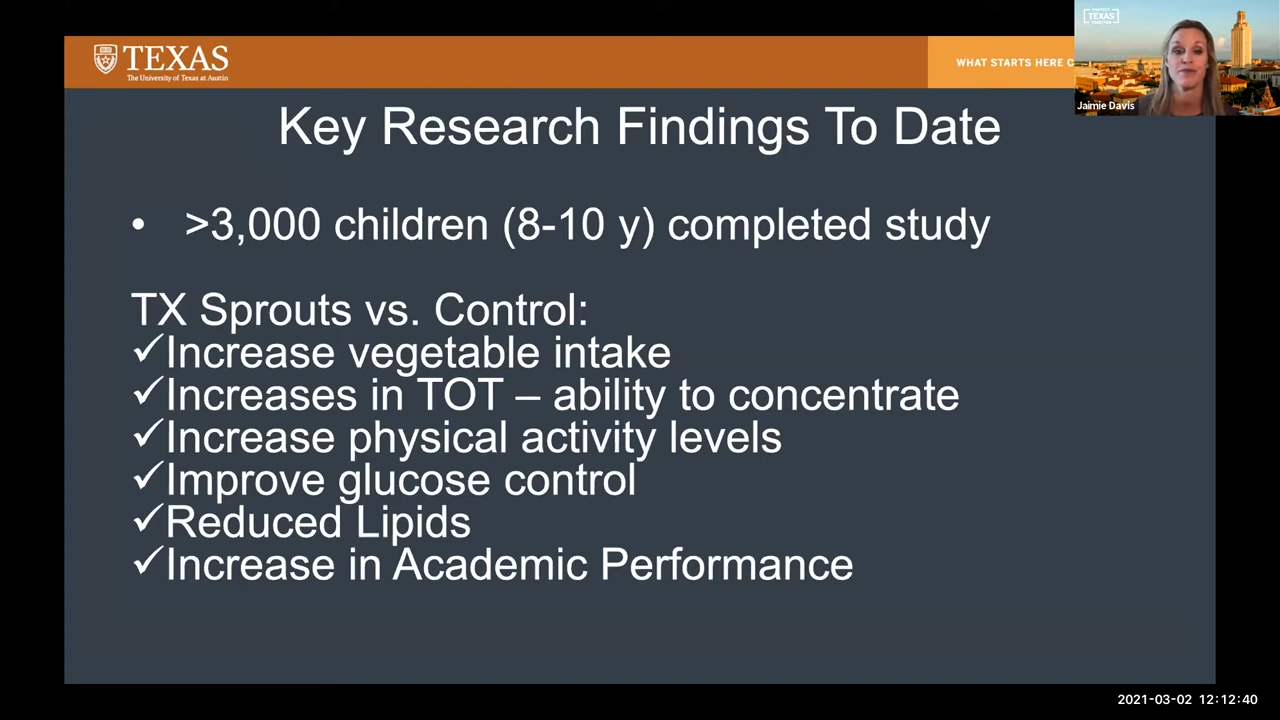 TEXAS
The University of Texas at Austin
WHAT STARTS HERE C
TEXAS
Jaimie Davis
Key Research Findings To Date
• >3,000 children (8-10 y) completed study
TX Sprouts vs. Control:
✓Increase vegetable intake
✓Increases in TOT – ability to concentrate
✓Increase physical activity levels
✓Improve glucose control
✓Reduced Lipids
✓Increase in Academic Performance
2021-03-02 12:12:40